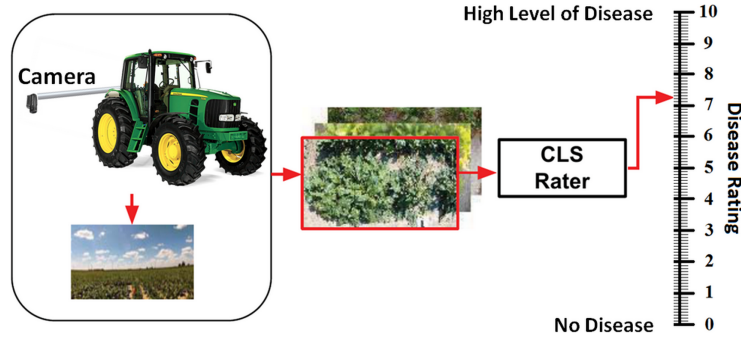 High Level of Disease
Camera
CLS
Rater
No Disease
10
9
8
7
6
5
4
3
2
1
0
Disease Rating